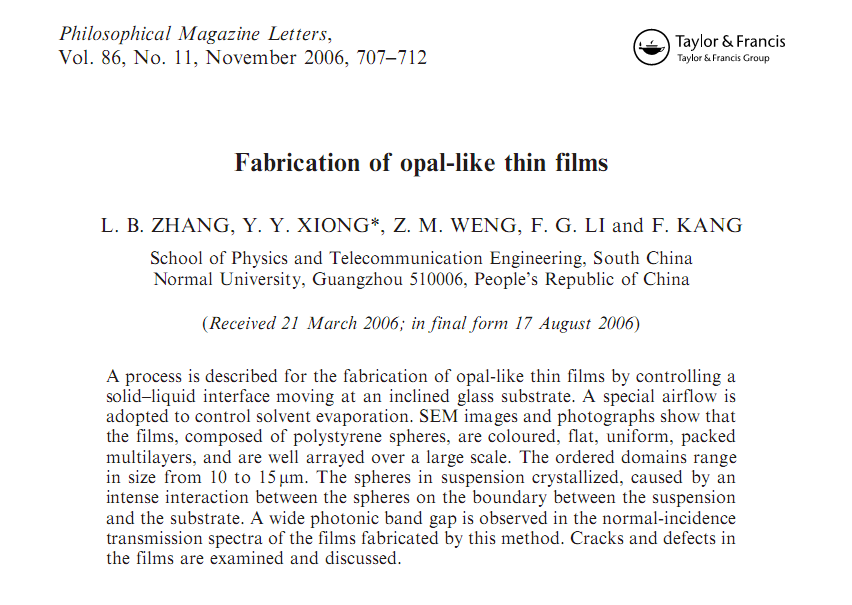 Philosophical Magazine Letters,
Vol. 86, No. 11, November 2006, 707–712
Taylor & Francis
Taylor & Francis Group
Fabrication of opal-like thin films
L. B. ZHANG, Y. Y. XIONG*, Z. M. WENG, F. G. LI and F. KANG
School of Physics and Telecommunication Engineering, South China
Normal University, Guangzhou 510006, People's Republic of China
(Received 21 March 2006; in final form 17 August 2006)
A process is described for the fabrication of opal-like thin films by controlling a
solid–liquid interface moving at an inclined glass substrate. A special airflow is
adopted to control solvent evaporation. SEM images and photographs show that
the films, composed of polystyrene spheres, are coloured, flat, uniform, packed
multilayers, and are well arrayed over a large scale. The ordered domains range
in size from 10 to 15 μm. The spheres in suspension crystallized, caused by an
intense interaction between the spheres on the boundary between the suspension
and the substrate. A wide photonic band gap is observed in the normal-incidence
transmission spectra of the films fabricated by this method. Cracks and defects in
the films are examined and discussed.